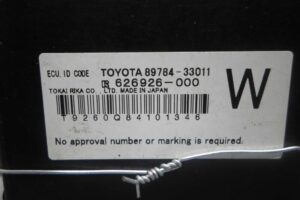 ECU. ID CODE TOYOTA 89784-33011
R 626926-000
TOKAI RIKA CO., LTD. MADE IN JAPAN
W
19260Q84101346
No approval number or marking is required.